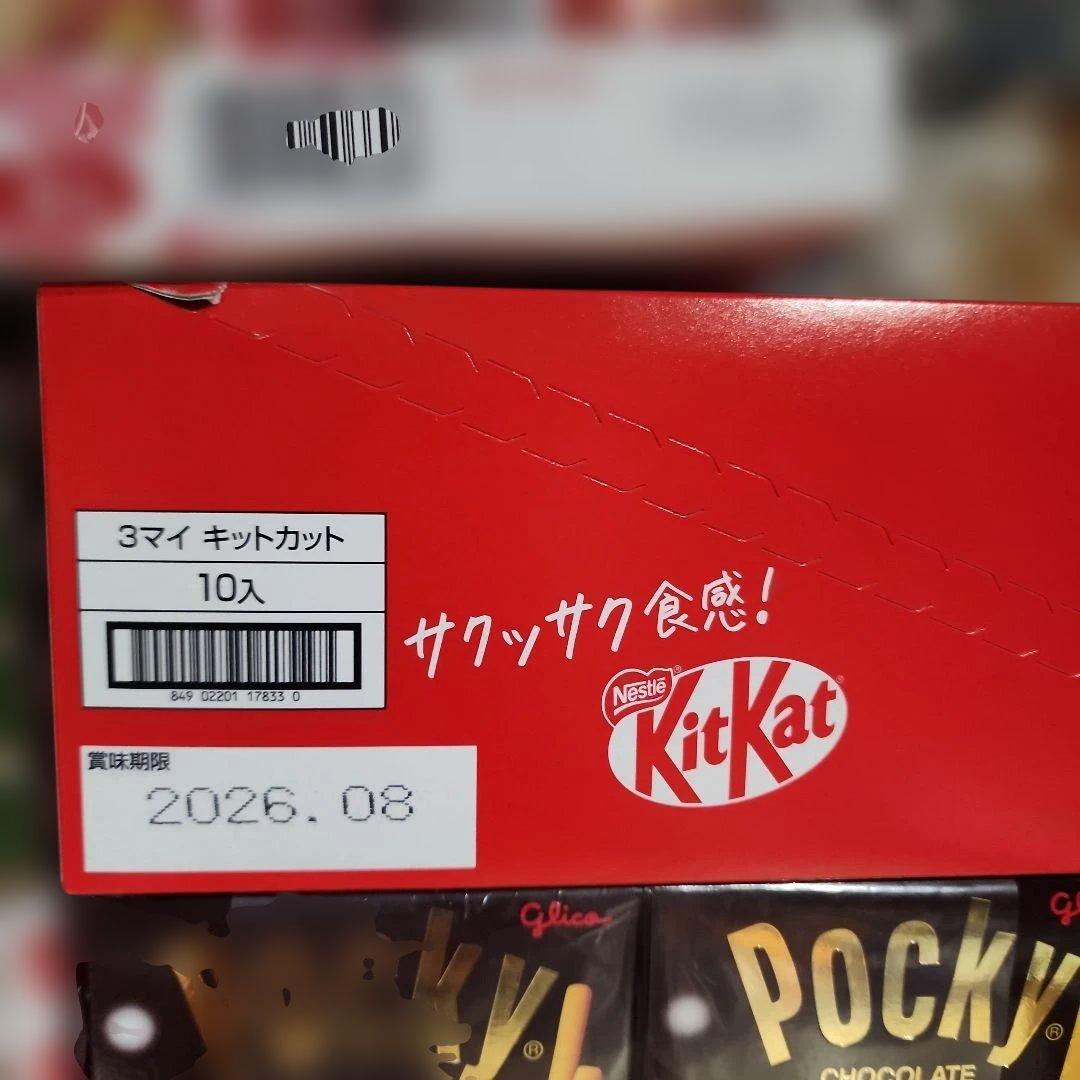 3マイ キットカット
10入
849 02201 17833 0
サクッサク食感!
Nestlé®
KitKat®
賞味期限
2026.08
Glico
ky®
POCKY®
CHOCOLATE